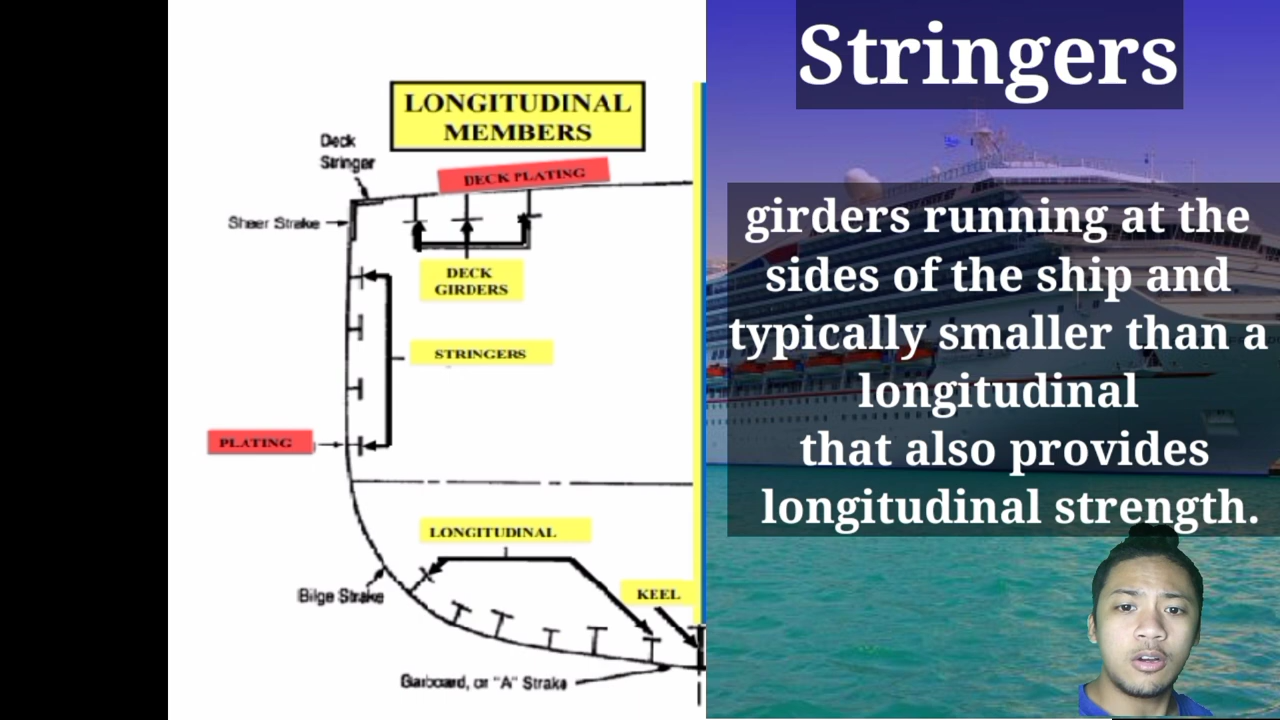 LONGITUDINAL
MEMBERS
Deck
Stringer
DECK PLATING
Sheer Strake
DECK
GIRDERS
STRINGERS
PLATING
LONGITUDINAL
KEEL
Bilge Strake
Garboard, or "A" Strake
Stringers
girders running at the
sides of the ship and
typically smaller than a
longitudinal
that also provides
longitudinal strength.